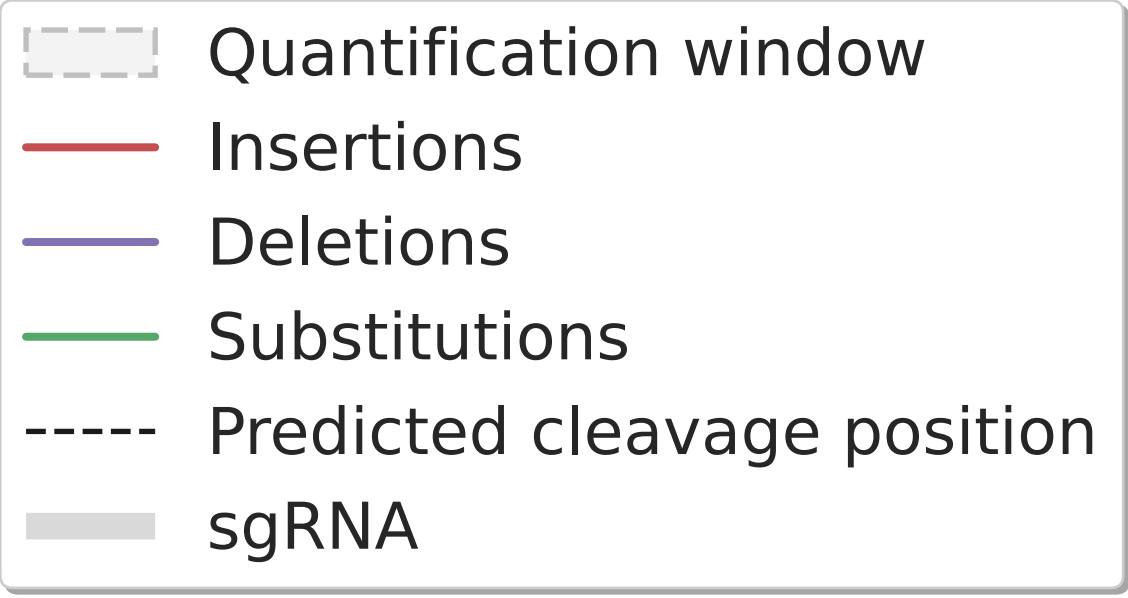 Quantification window
Insertions
Deletions
Substitutions
Predicted cleavage position
sgRNA